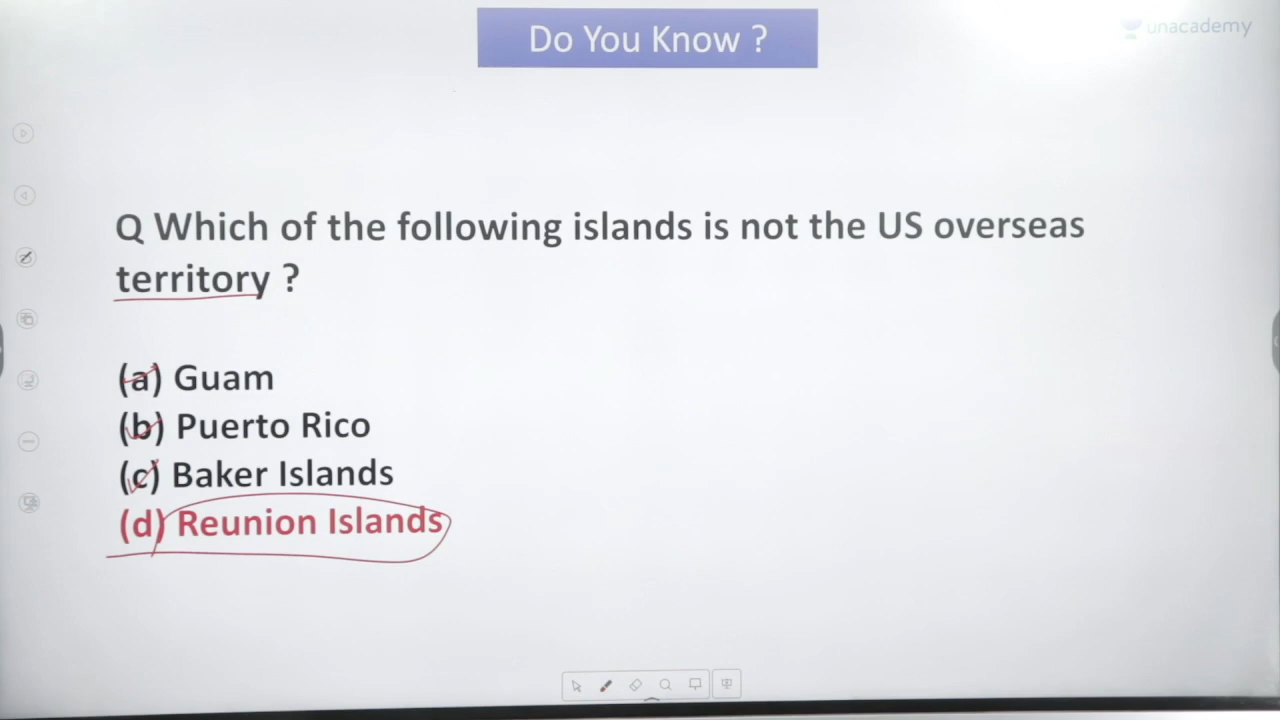 Do You Know ?
unacademy
Q Which of the following islands is not the US overseas
territory ?
(a) Guam
(b) Puerto Rico
(c) Baker Islands
(d) Reunion Islands